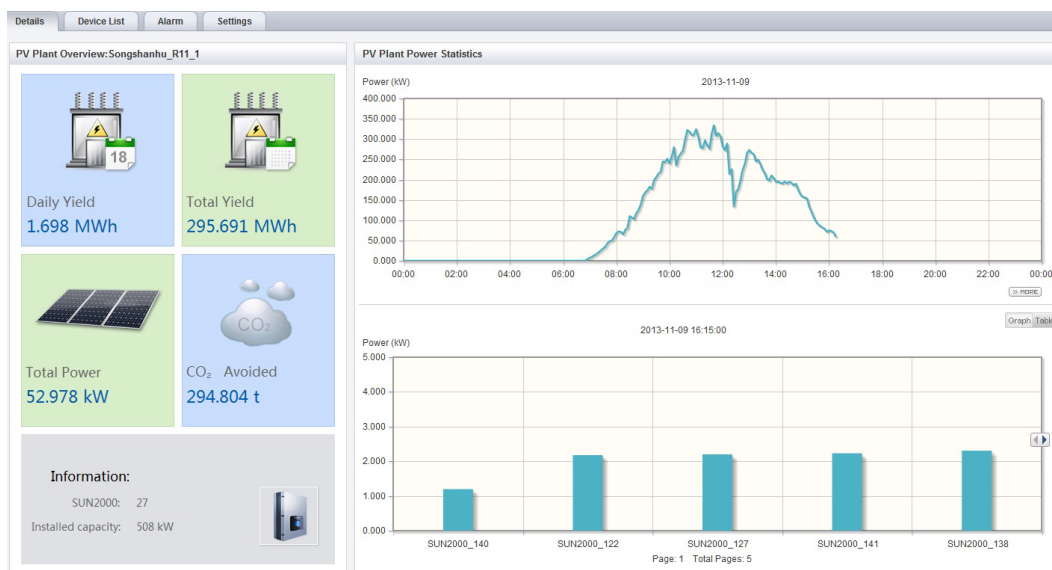 Details
Device List
Alarm
Settings
PV Plant Overview:Songshanhu_R11_1
18
Daily Yield
1.698 MWh
Total Yield
295.691 MWh
CO₂
Total Power
52.978 kW
CO₂ Avoided
294.804 t
Information:
SUN2000: 27
Installed capacity: 508 kW
PV Plant Power Statistics
Power (kW)
2013-11-09
400.000
350.000
300.000
250.000
200.000
150.000
100.000
50.000
0.000
00:00 02:00 04:00 06:00 08:00 10:00 12:00 14:00 16:00 18:00 20:00 22:00 00:00
>> MORE
Graph Table
2013-11-09 16:15:00
Power (kW)
5.000
4.000
3.000
2.000
1.000
0.000
SUN2000_140 SUN2000_122 SUN2000_127 SUN2000_141 SUN2000_138
Page: 1 Total Pages: 5